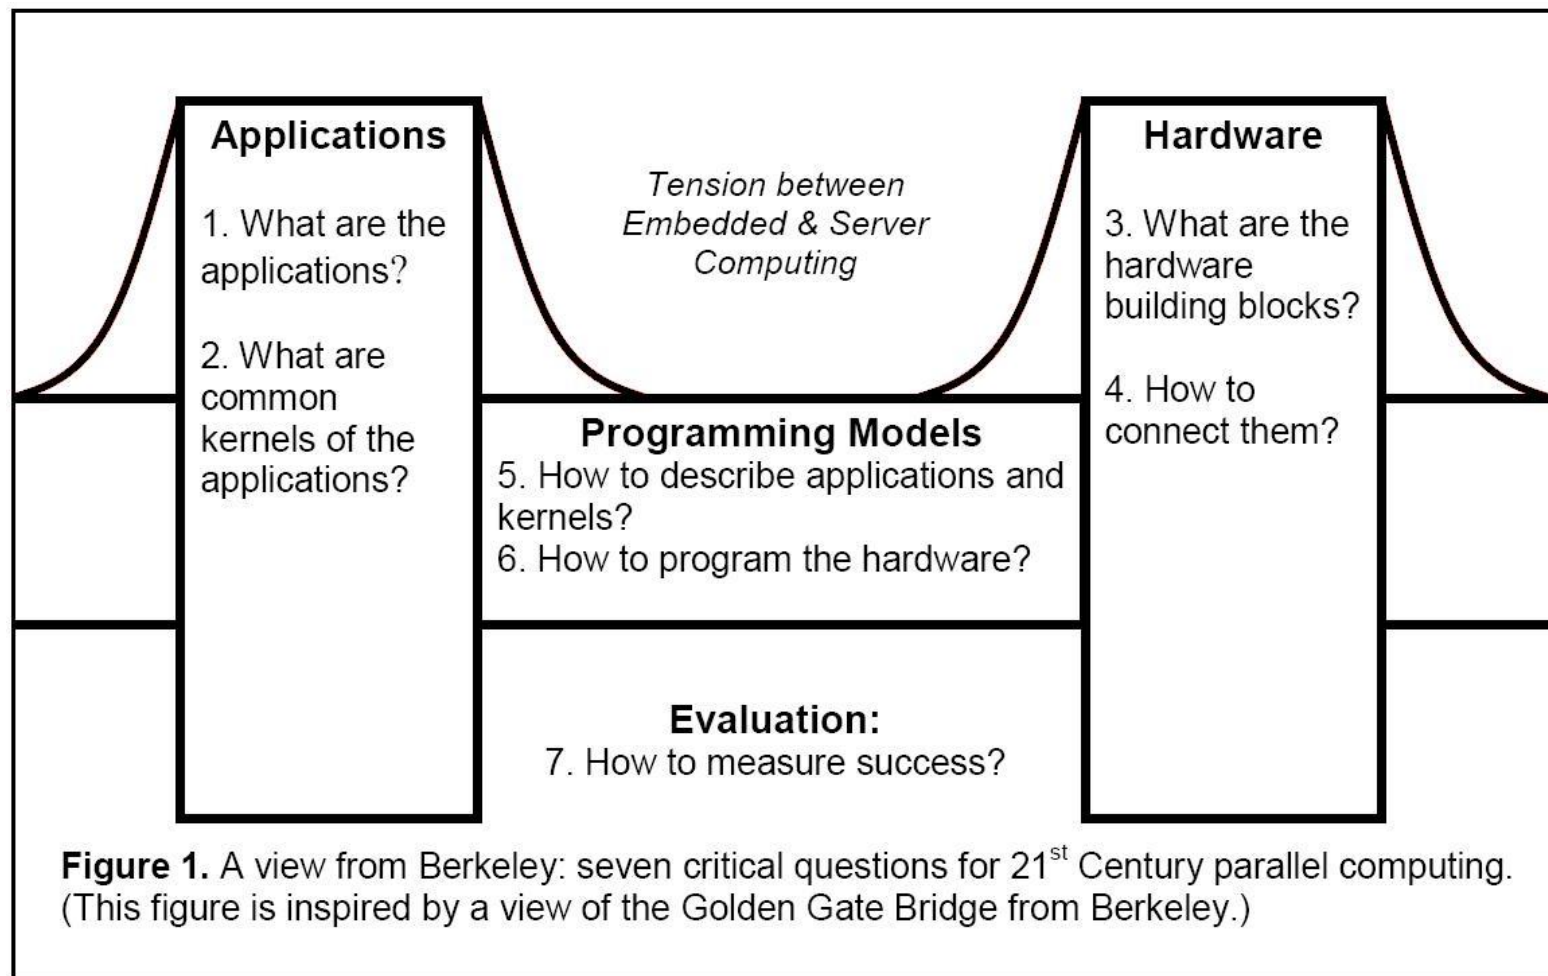 Applications
1. What are the
applications?
2. What are
common
kernels of the
applications?
Tension between
Embedded & Server
Computing
Hardware
3. What are the
hardware
building blocks?
4. How to
connect them?
Programming Models
5. How to describe applications and
kernels?
6. How to program the hardware?
Evaluation:
7. How to measure success?
Figure 1. A view from Berkeley: seven critical questions for 21st Century parallel computing.
(This figure is inspired by a view of the Golden Gate Bridge from Berkeley.)